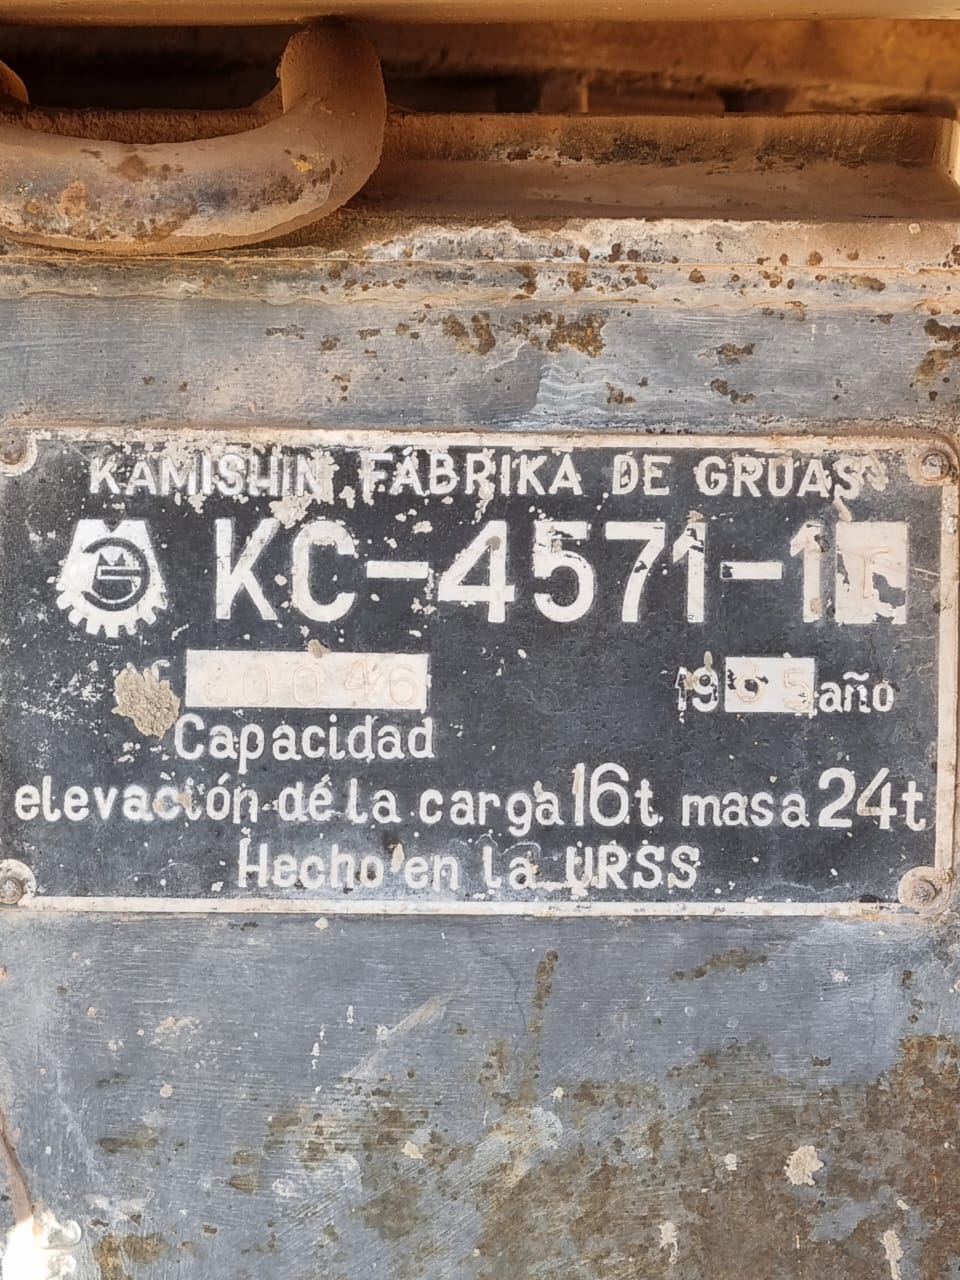 KAMISHIN FÁBRIKA DE GRUAS
KC-4571-1
1985 año
Capacidad
elevación de la carga 16t masa 24t
Hecho en la URSS